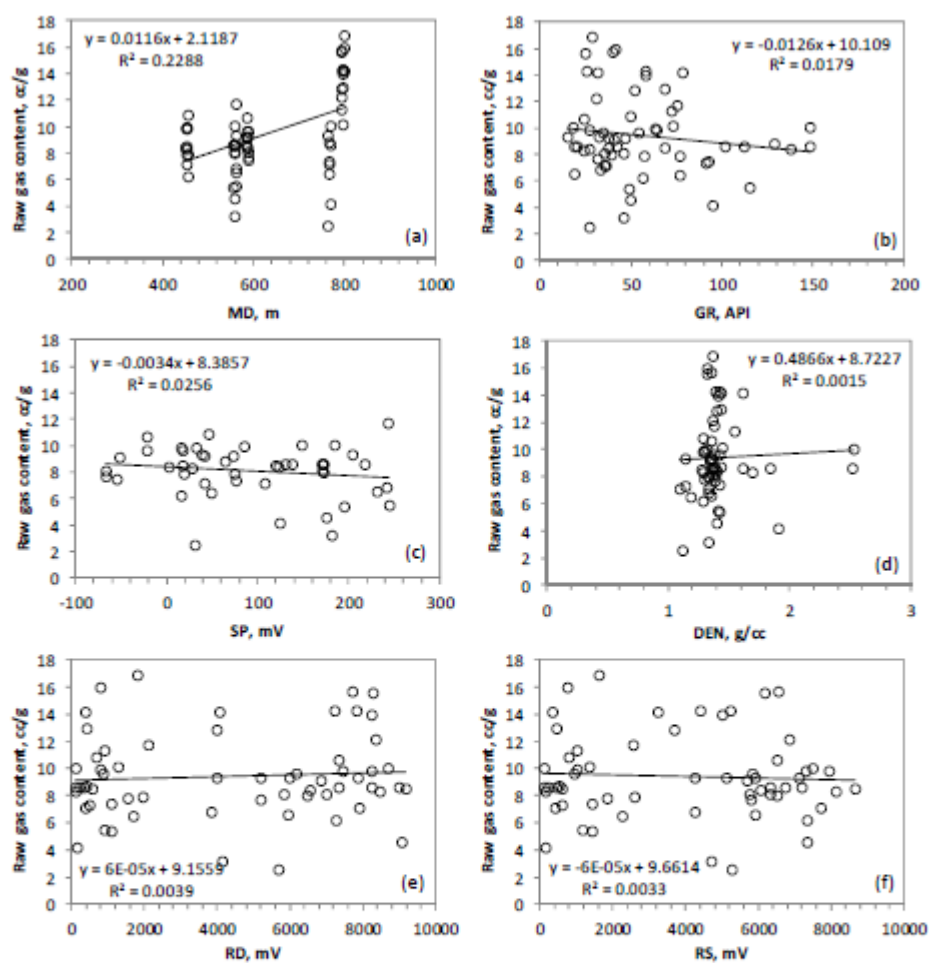 18
16
14
12
10
8
6
4
2
0
Raw gas content, cc/g
y = 0.0116x + 2.1187
R² = 0.2288
(a)
200 400 600 800 1000
MD, m
18
16
14
12
10
8
6
4
2
0
Raw gas content, cc/g
y = -0.0126x + 10.109
R² = 0.0179
(b)
0 50 100 150 200
GR, API
18
16
14
12
10
8
6
4
2
0
Raw gas content, cc/g
y = -0.0034x + 8.3857
R² = 0.0256
(c)
-100 0 100 200 300
SP, mV
18
16
14
12
10
8
6
4
2
0
Raw gas content, cc/g
y = 0.4866x + 8.7227
R² = 0.0015
(d)
0 1 2 3
DEN, g/cc
18
16
14
12
10
8
6
4
2
0
Raw gas content, cc/g
y = 6E-05x + 9.1559
R² = 0.0039
(e)
0 2000 4000 6000 8000 10000
RD, mV
18
16
14
12
10
8
6
4
2
0
Raw gas content, cc/g
y = -6E-05x + 9.6614
R² = 0.0033
(f)
0 2000 4000 6000 8000 10000
RS, mV